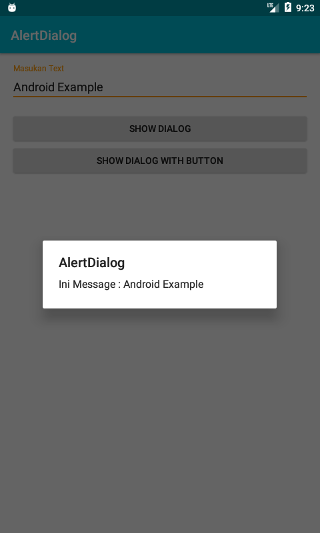 LTE 9:23
AlertDialog
Masukan Text
Android Example
SHOW DIALOG
SHOW DIALOG WITH BUTTON
AlertDialog
Ini Message : Android Example